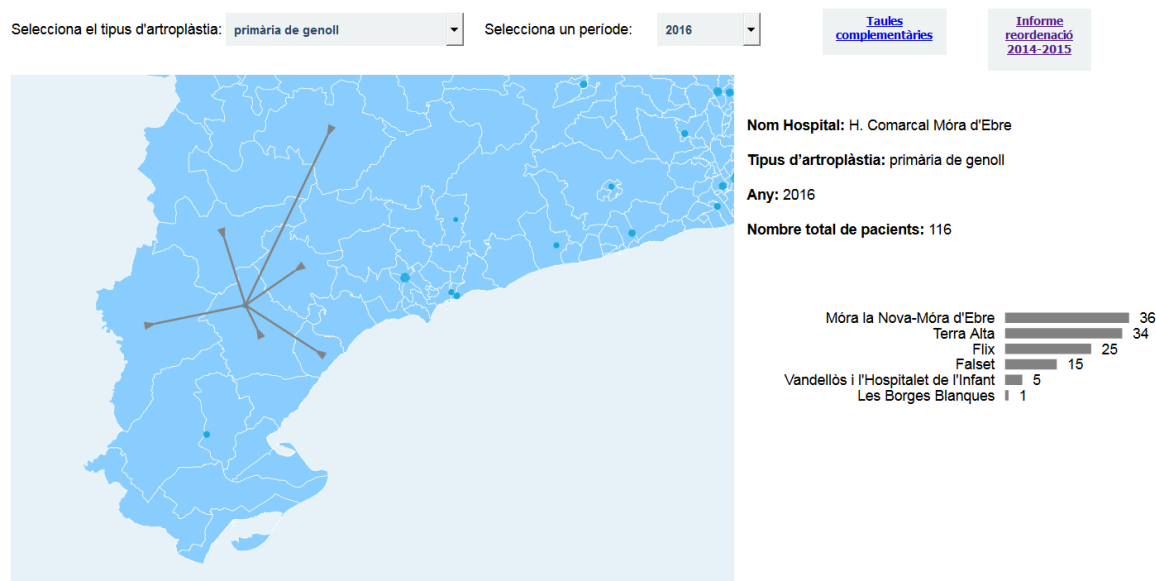 Selecciona el tipus d'artroplàstia: primària de genoll Selecciona un període: 2016
Taules
complementàries
Informe
reordenació
2014-2015
Nom Hospital: H. Comarcal Móra d'Ebre
Tipus d'artroplàstia: primària de genoll
Any: 2016
Nombre total de pacients: 116
Móra la Nova-Móra d'Ebre 36
Terra Alta 34
Flix 25
Falset 15
Vandellòs i l'Hospitalet de l'Infant 5
Les Borges Blanques 1